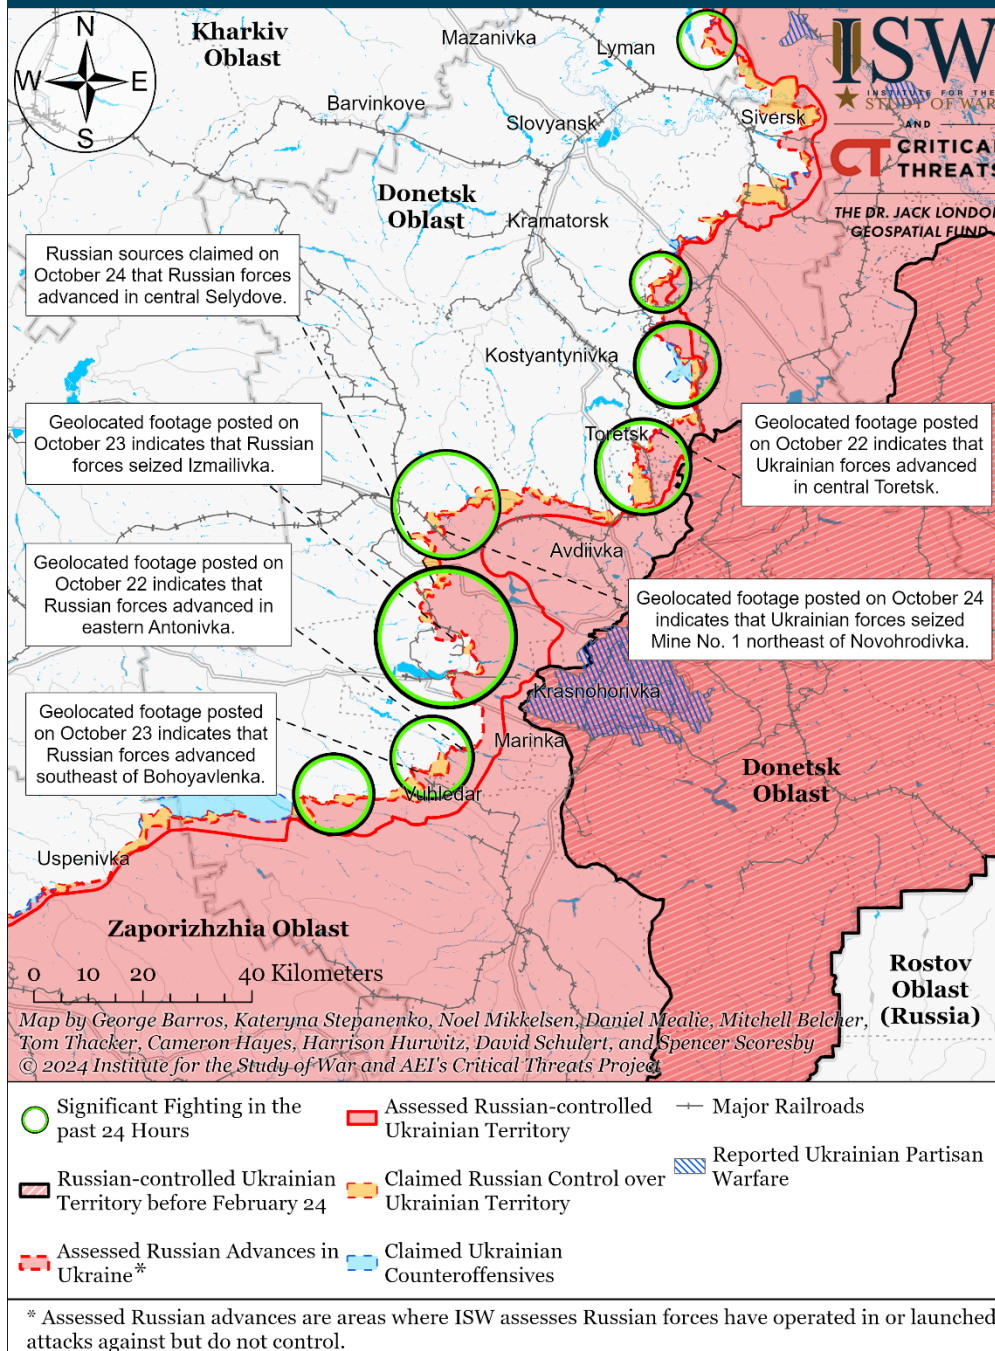 N
W
E
S
Kharkiv
Oblast
Mazanivka
Lyman
ISW
INSTITUTE FOR THE
STUDY OF WAR
AND
CT CRITICAL
THREATS
THE DR. JACK LONDON
GEOSPATIAL FUND
Barvinkove
Slovyansk
Siversk
Donetsk
Oblast
Kramatorsk
Russian sources claimed on
October 24 that Russian forces
advanced in central Selydove.
Kostyantynivka
Geolocated footage posted on
October 23 indicates that Russian
forces seized Izmailivka.
Toretsk
Geolocated footage posted
on October 22 indicates that
Ukrainian forces advanced
in central Toretsk.
Avdiivka
Geolocated footage posted on
October 22 indicates that
Russian forces advanced in
eastern Antonivka.
Geolocated footage posted on October 24
indicates that Ukrainian forces seized
Mine No. 1 northeast of Novohrodivka.
Krasnohorivka
Geolocated footage posted
on October 23 indicates that
Russian forces advanced
southeast of Bohoyavlenka.
Marinka
Donetsk
Oblast
Vuhledar
Uspenivka
Zaporizhzhia Oblast
Rostov
Oblast
(Russia)
0 10 20 40 Kilometers
Map by George Barros, Kateryna Stepanenko, Noel Mikkelsen, Daniel Mealie, Mitchell Belcher,
Tom Thacker, Cameron Hayes, Harrison Hurwitz, David Schulert, and Spencer Scoresby
© 2024 Institute for the Study of War and AEI's Critical Threats Project
Significant Fighting in the
past 24 Hours
Assessed Russian-controlled
Ukrainian Territory
Major Railroads
Russian-controlled Ukrainian
Territory before February 24
Claimed Russian Control over
Ukrainian Territory
Reported Ukrainian Partisan
Warfare
Assessed Russian Advances in
Ukraine*
Claimed Ukrainian
Counteroffensives
* Assessed Russian advances are areas where ISW assesses Russian forces have operated in or launched
attacks against but do not control.